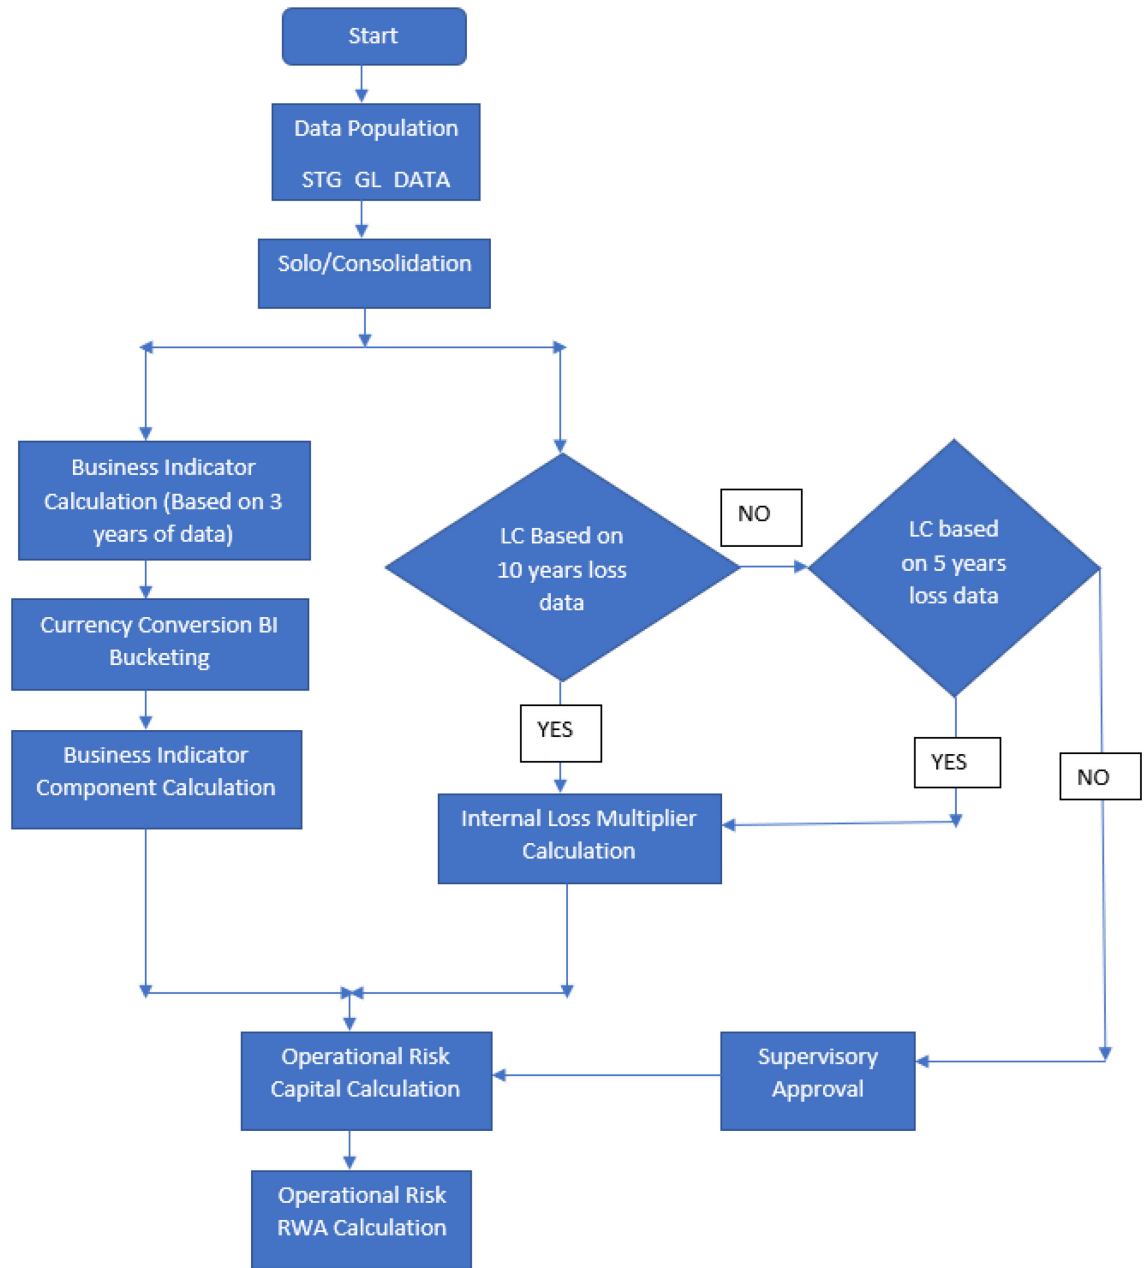 Start
Data Population
STG GL DATA
Solo/Consolidation
Business Indicator
Calculation (Based on 3
years of data)
LC Based on
10 years loss
data
NO
LC based
on 5 years
loss data
Currency Conversion BI
Bucketing
YES
Business Indicator
Component Calculation
YES
NO
Internal Loss Multiplier
Calculation
Operational Risk
Capital Calculation
Supervisory
Approval
Operational Risk
RWA Calculation